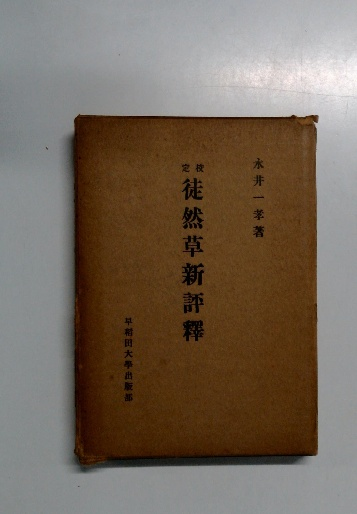 永井一孝著
校定
徒然草新評釋
早稻田大學出版部